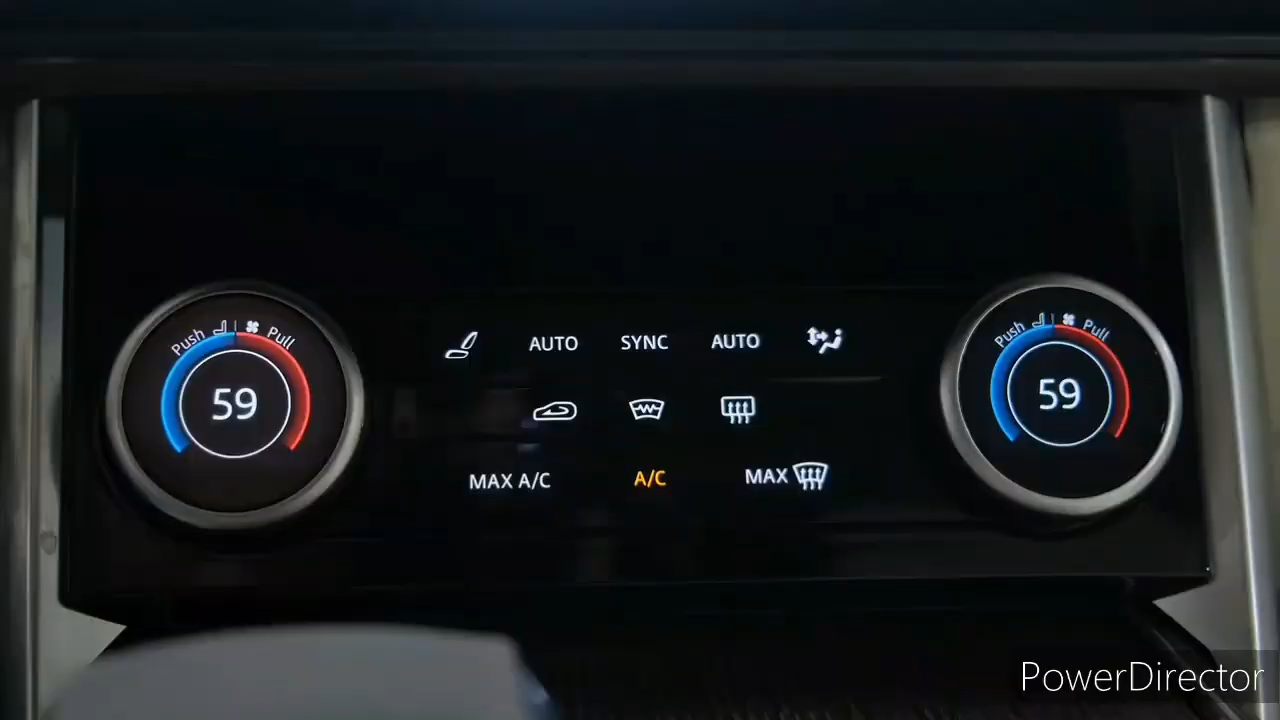 Push Pull
59
AUTO SYNC AUTO
MAX A/C A/C MAX
Push Pull
59
PowerDirector